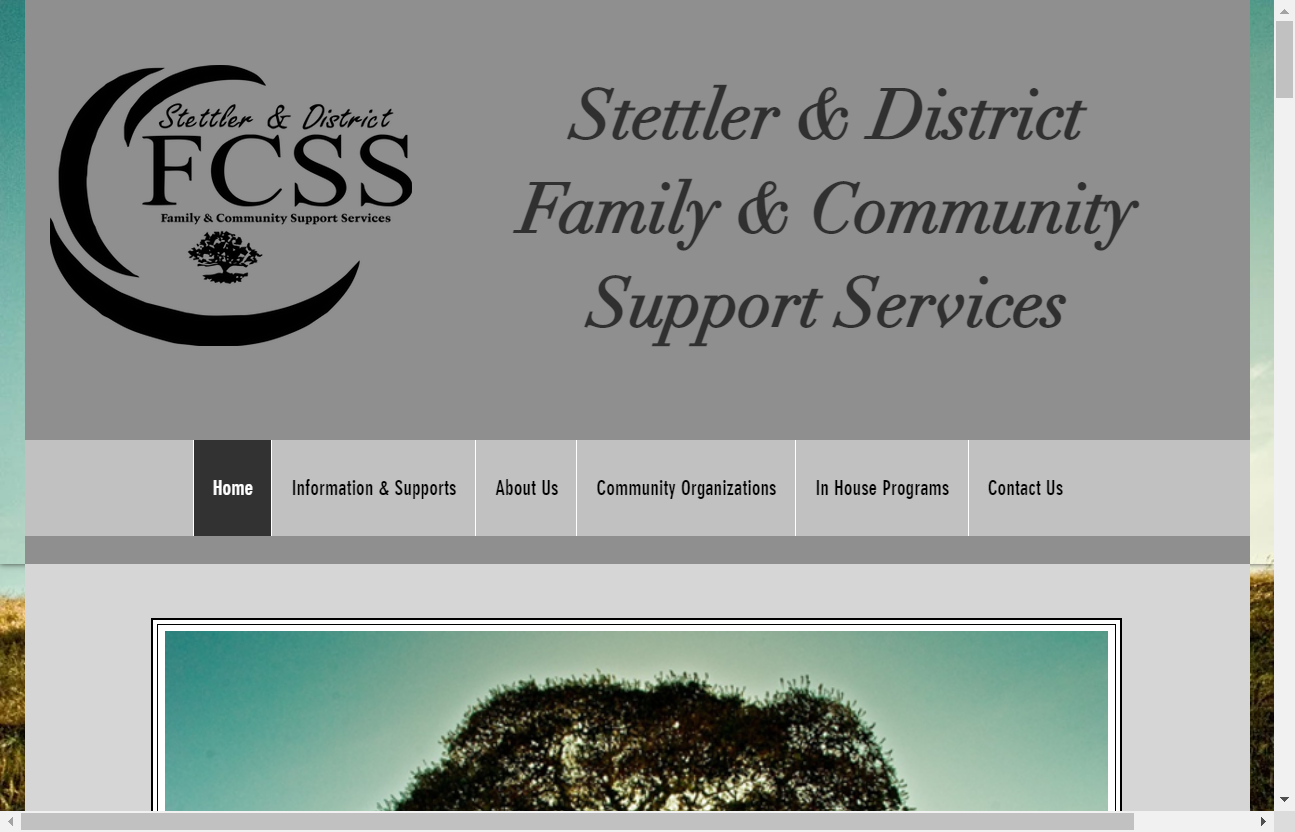 Stettler & District
FCSS
Family & Community Support Services
Stettler & District
Family & Community
Support Services
Home
Information & Supports
About Us
Community Organizations
In House Programs
Contact Us